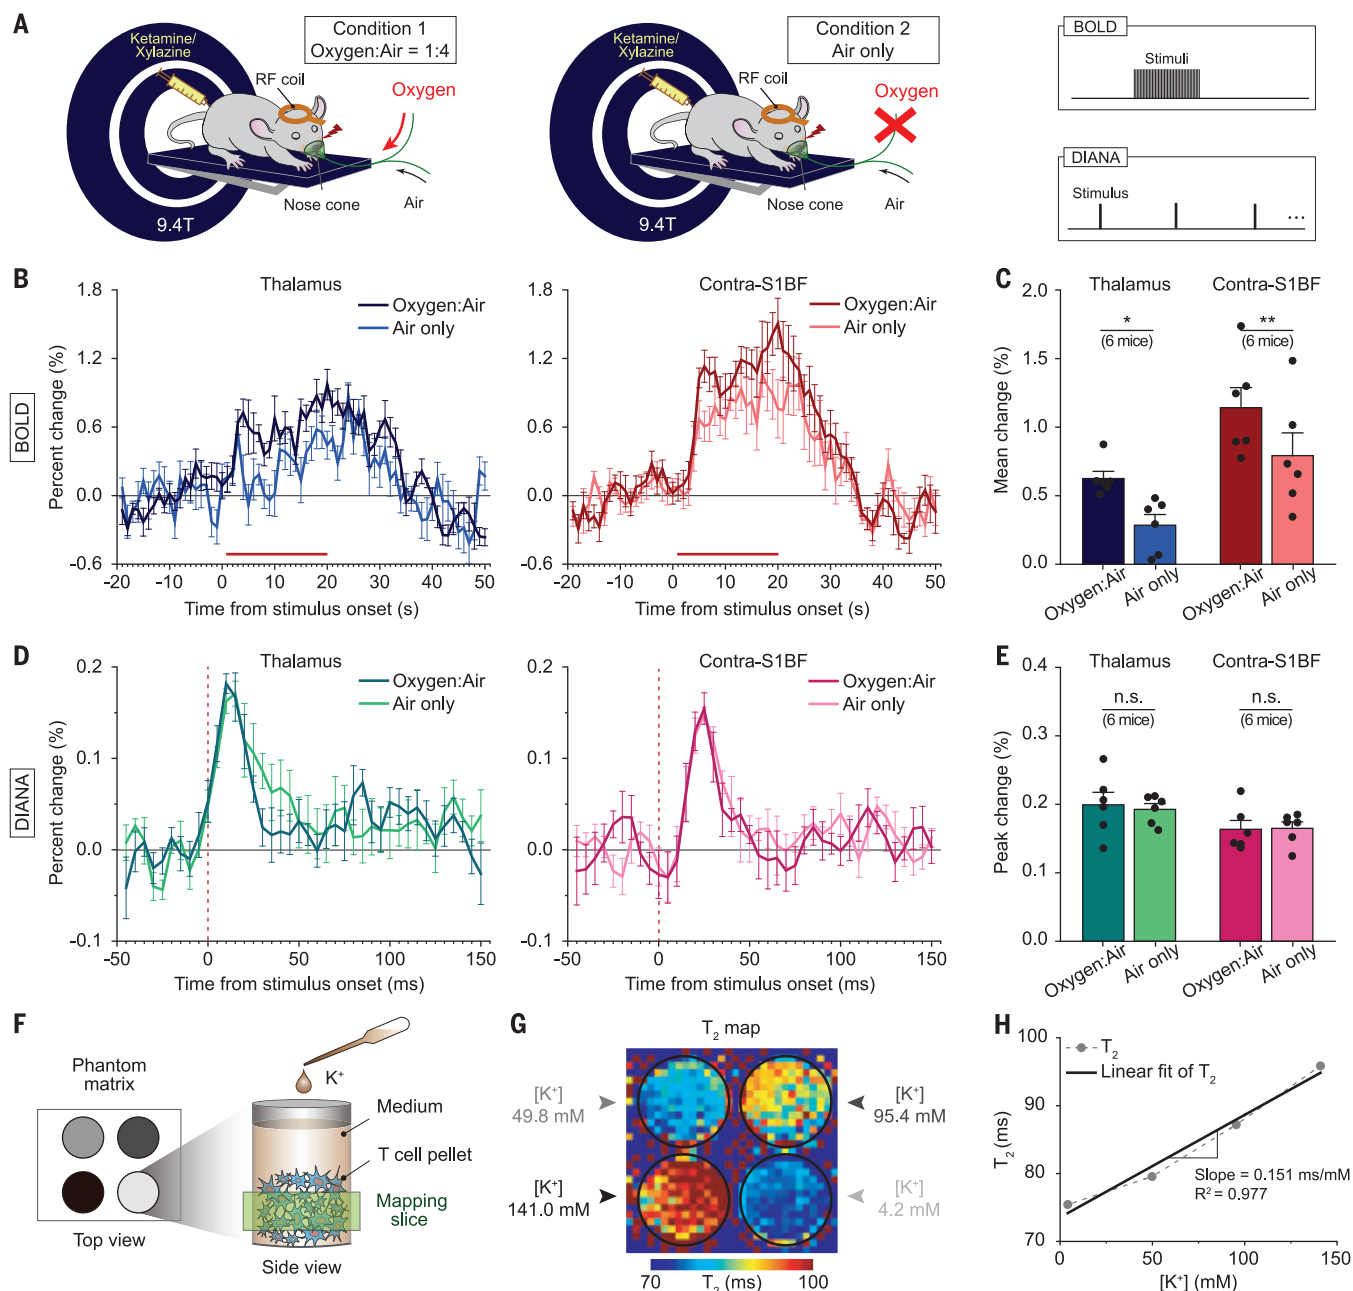 A
Ketamine/
Xylazine
Condition 1
Oxygen:Air = 1:4
RF coil
Oxygen
Nose cone
Air
9.4T
Ketamine/
Xylazine
Condition 2
Air only
RF coil
Oxygen
Nose cone
Air
9.4T
BOLD
Stimuli
DIANA
Stimulus
...
B
BOLD
Thalamus
Oxygen:Air
Air only
Percent change (%)
1.8
1.2
0.6
0.0
-0.6
-20 -10 0 10 20 30 40 50
Time from stimulus onset (s)
Contra-S1BF
Oxygen:Air
Air only
1.8
1.2
0.6
0.0
-0.6
-20 -10 0 10 20 30 40 50
Time from stimulus onset (s)
C
Thalamus Contra-S1BF
2.0
1.5
1.0
0.5
0.0
Mean change (%)
*
(6 mice)
**
(6 mice)
Oxygen:Air Air only Oxygen:Air Air only
D
DIANA
Thalamus
Oxygen:Air
Air only
Percent change (%)
0.2
0.1
0.0
-0.1
-50 0 50 100 150
Time from stimulus onset (ms)
Contra-S1BF
Oxygen:Air
Air only
0.2
0.1
0.0
-0.1
-50 0 50 100 150
Time from stimulus onset (ms)
E
Thalamus Contra-S1BF
0.4
0.3
0.2
0.1
0.0
Peak change (%)
n.s.
(6 mice)
n.s.
(6 mice)
Oxygen:Air Air only Oxygen:Air Air only
F
Phantom
matrix
Top view
K⁺
Medium
T cell pellet
Mapping
slice
Side view
G
T₂ map
[K⁺]
49.8 mM
[K⁺]
95.4 mM
[K⁺]
141.0 mM
[K⁺]
4.2 mM
70 T₂ (ms) 100
H
T₂
Linear fit of T₂
T₂ (ms)
100
90
80
70
Slope = 0.151 ms/mM
R² = 0.977
0 50 100 150
[K⁺] (mM)